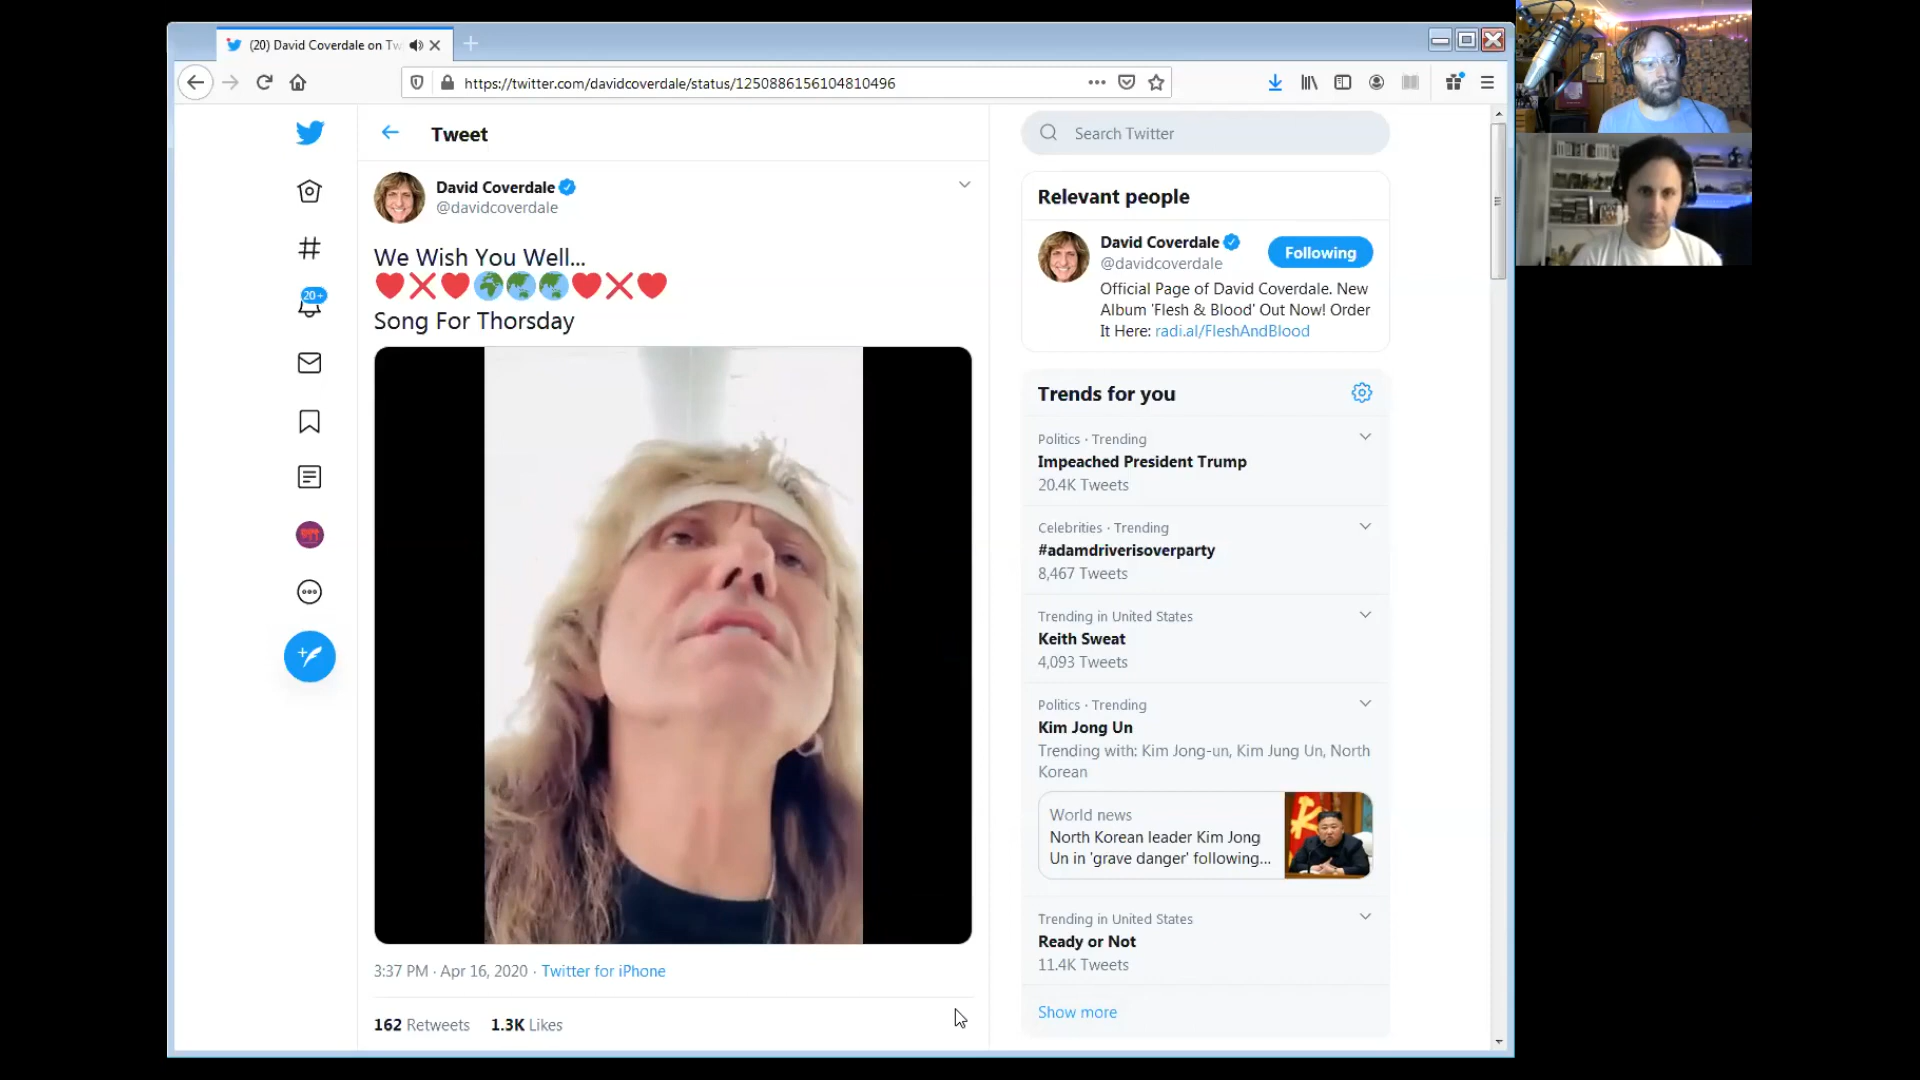 (20) David Coverdale on Tw
https://twitter.com/davidcoverdale/status/1250886156104810496
Tweet
David Coverdale
@davidcoverdale
We Wish You Well...
Song For Thorsday
3:37 PM · Apr 16, 2020 · Twitter for iPhone
162 Retweets 1.3K Likes
20+
Search Twitter
Relevant people
David Coverdale
@davidcoverdale
Following
Official Page of David Coverdale. New
Album 'Flesh & Blood' Out Now! Order
It Here: radi.al/FleshAndBlood
Trends for you
Politics · Trending
Impeached President Trump
20.4K Tweets
Celebrities · Trending
#adamdriverisoverparty
8,467 Tweets
Trending in United States
Keith Sweat
4,093 Tweets
Politics · Trending
Kim Jong Un
Trending with: Kim Jong-un, Kim Jung Un, North
Korean
World news
North Korean leader Kim Jong
Un in 'grave danger' following...
Trending in United States
Ready or Not
11.4K Tweets
Show more